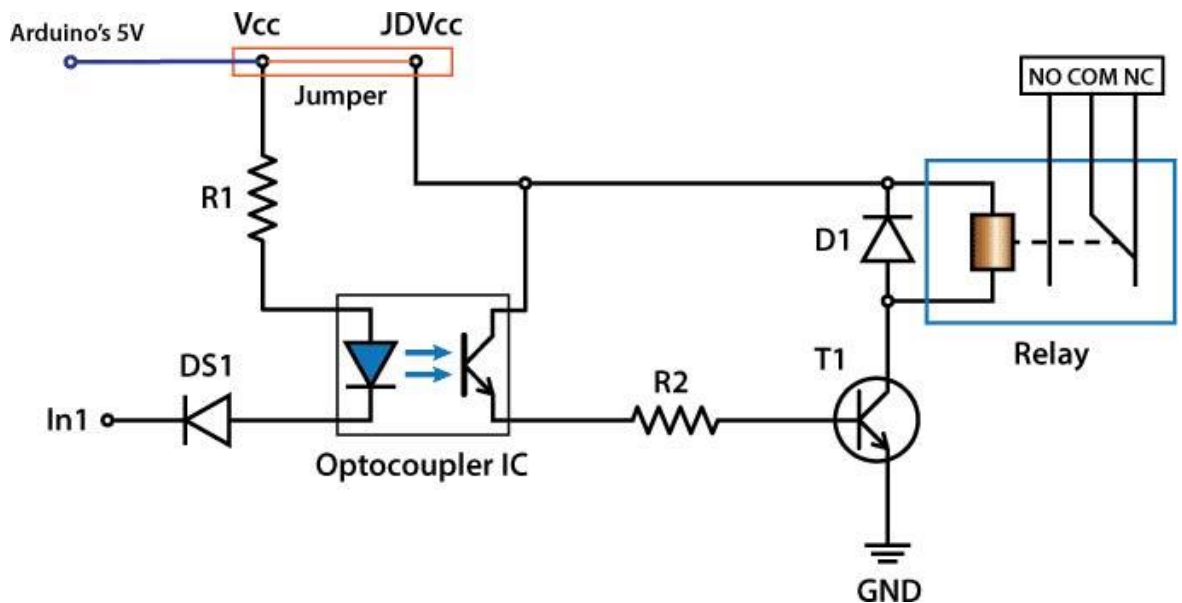 Arduino's 5V
Vcc
JDVcc
Jumper
NO COM NC
R1
D1
DS1
T1
Relay
R2
In1
Optocoupler IC
GND